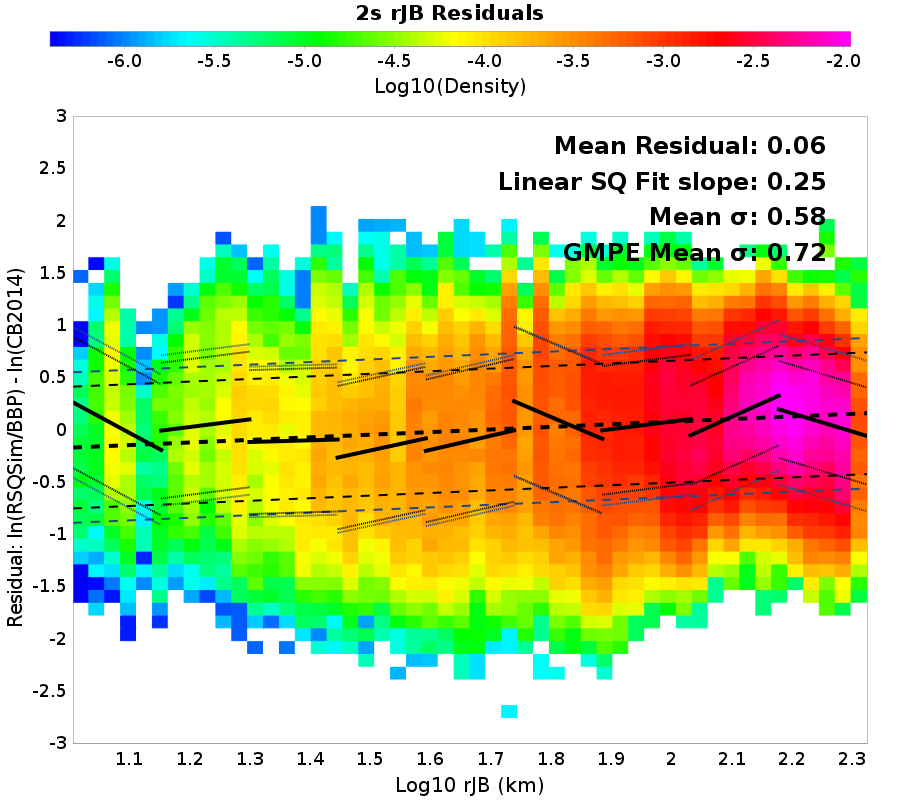 2s rJB Residuals
-6.0 -5.5 -5.0 -4.5 -4.0 -3.5 -3.0 -2.5 -2.0
Log10(Density)
Mean Residual: 0.06
Linear SQ Fit slope: 0.25
Mean σ: 0.58
GMPE Mean σ: 0.72
Residual: ln(RSQSim/BBP) - ln(CB2014)
3
2.5
2
1.5
1
0.5
0
-0.5
-1
-1.5
-2
-2.5
-3
1.1 1.2 1.3 1.4 1.5 1.6 1.7 1.8 1.9 2 2.1 2.2 2.3
Log10 rJB (km)